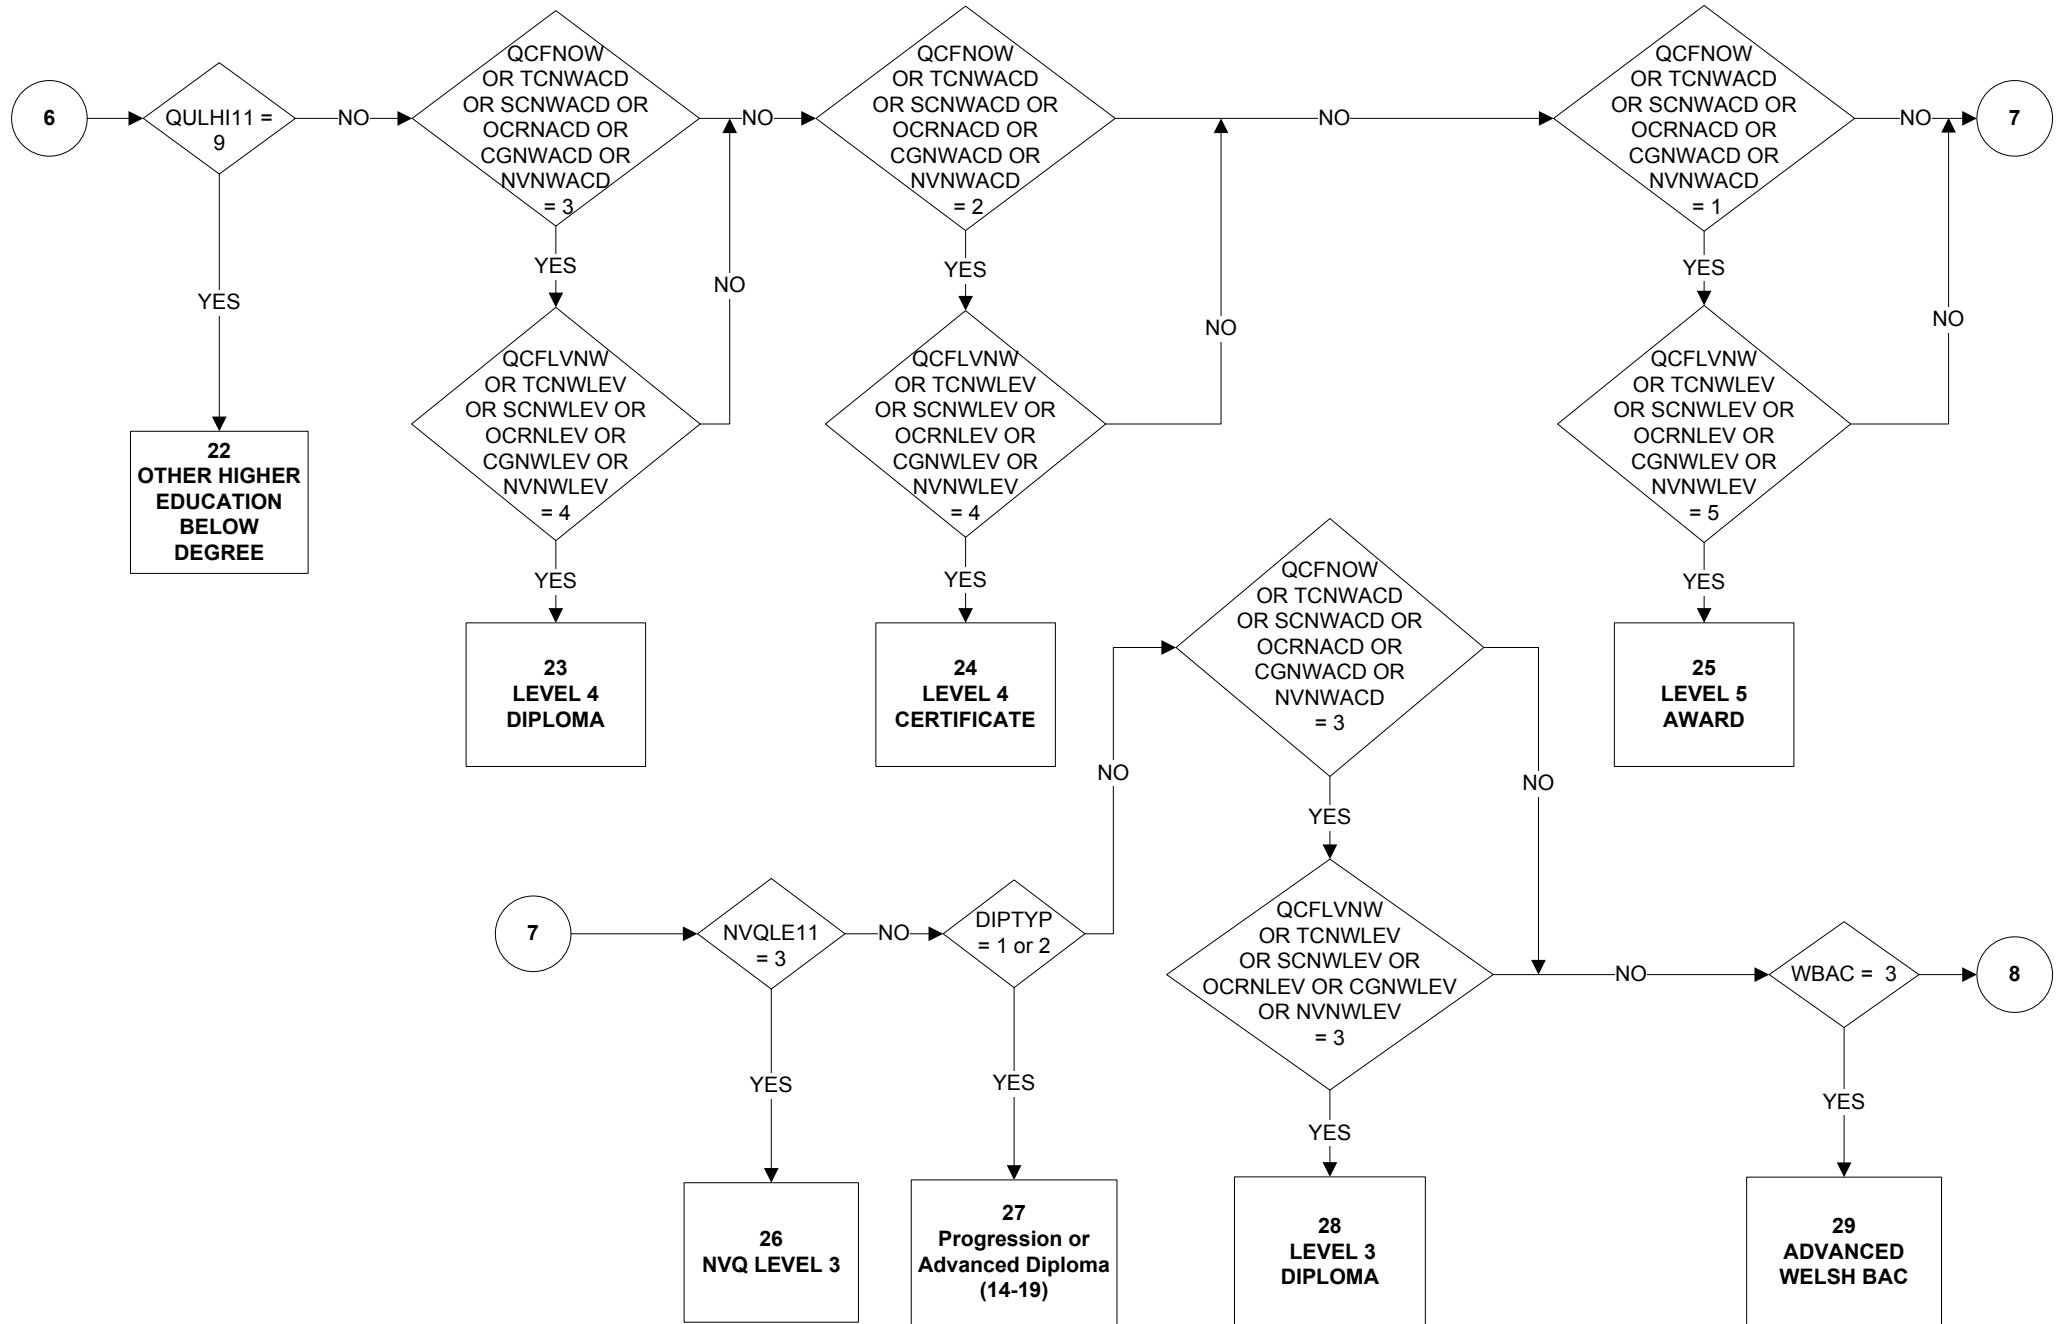 6
QULHI11 =
9
NO
QCFNOW
OR TCNWACD
OR SCNWACD OR
OCRNACD OR
CGNWACD OR
NVNWACD
= 3
NO
QCFNOW
OR TCNWACD
OR SCNWACD OR
OCRNACD OR
CGNWACD OR
NVNWACD
= 2
NO
QCFNOW
OR TCNWACD
OR SCNWACD OR
OCRNACD OR
CGNWACD OR
NVNWACD
= 1
NO
7
YES
YES
NO
YES
NO
YES
NO
QCFLVNW
OR TCNWLEV
OR SCNWLEV OR
OCRNLEV OR
CGNWLEV OR
NVNWLEV
= 4
QCFLVNW
OR TCNWLEV
OR SCNWLEV OR
OCRNLEV OR
CGNWLEV OR
NVNWLEV
= 4
QCFLVNW
OR TCNWLEV
OR SCNWLEV OR
OCRNLEV OR
CGNWLEV OR
NVNWLEV
= 5
22
OTHER HIGHER
EDUCATION
BELOW
DEGREE
YES
YES
YES
23
LEVEL 4
DIPLOMA
24
LEVEL 4
CERTIFICATE
25
LEVEL 5
AWARD
7
NVQLE11
= 3
NO
DIPTYP
= 1 or 2
NO
QCFNOW
OR TCNWACD
OR SCNWACD OR
OCRNACD OR
CGNWACD OR
NVNWACD
= 3
NO
YES
QCFLVNW
OR TCNWLEV
OR SCNWLEV OR
OCRNLEV OR CGNWLEV
OR NVNWLEV
= 3
NO
WBAC =  3
8
YES
YES
YES
YES
26
NVQ LEVEL 3
27
Progression or
Advanced Diploma
(14-19)
28
LEVEL 3
DIPLOMA
29
ADVANCED
WELSH BAC